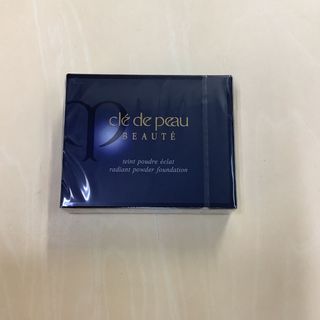 clé de peau
BEAUTÉ
teint poudre éclat
radiant powder foundation